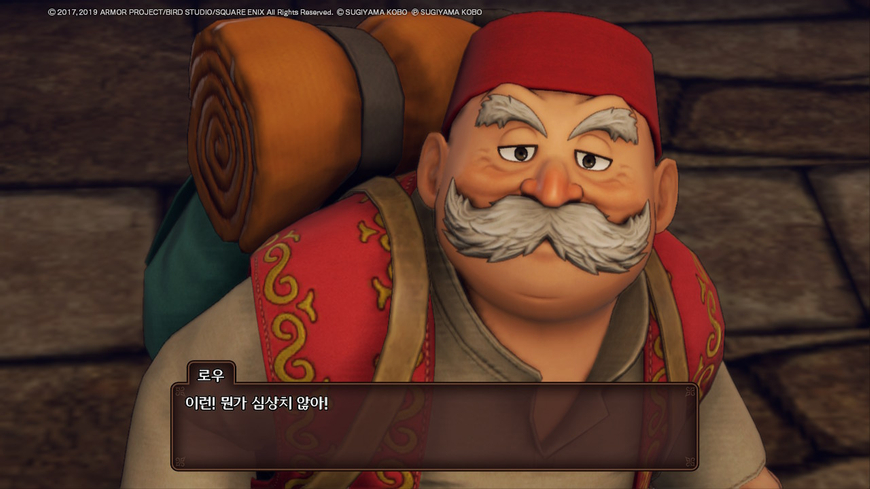 © 2017, 2019 ARMOR PROJECT/BIRD STUDIO/SQUARE ENIX All Rights Reserved. © SUGIYAMA KOBO ℗ SUGIYAMA KOBO
로우
이런! 뭔가 심상치 않아!